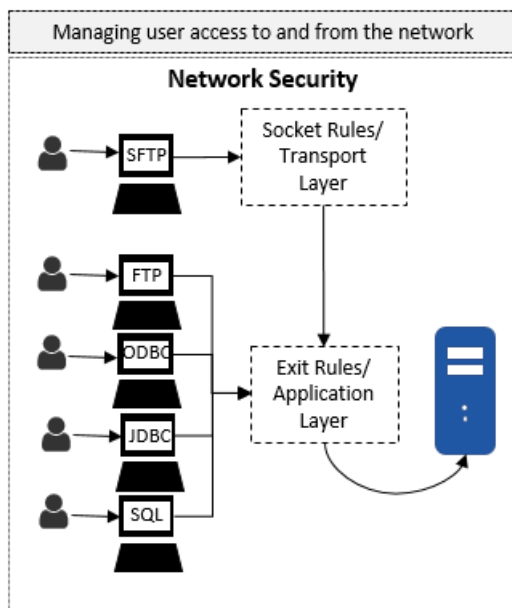 Managing user access to and from the network
Network Security
SFTP
Socket Rules/
Transport
Layer
FTP
ODBC
JDBC
SQL
Exit Rules/
Application
Layer